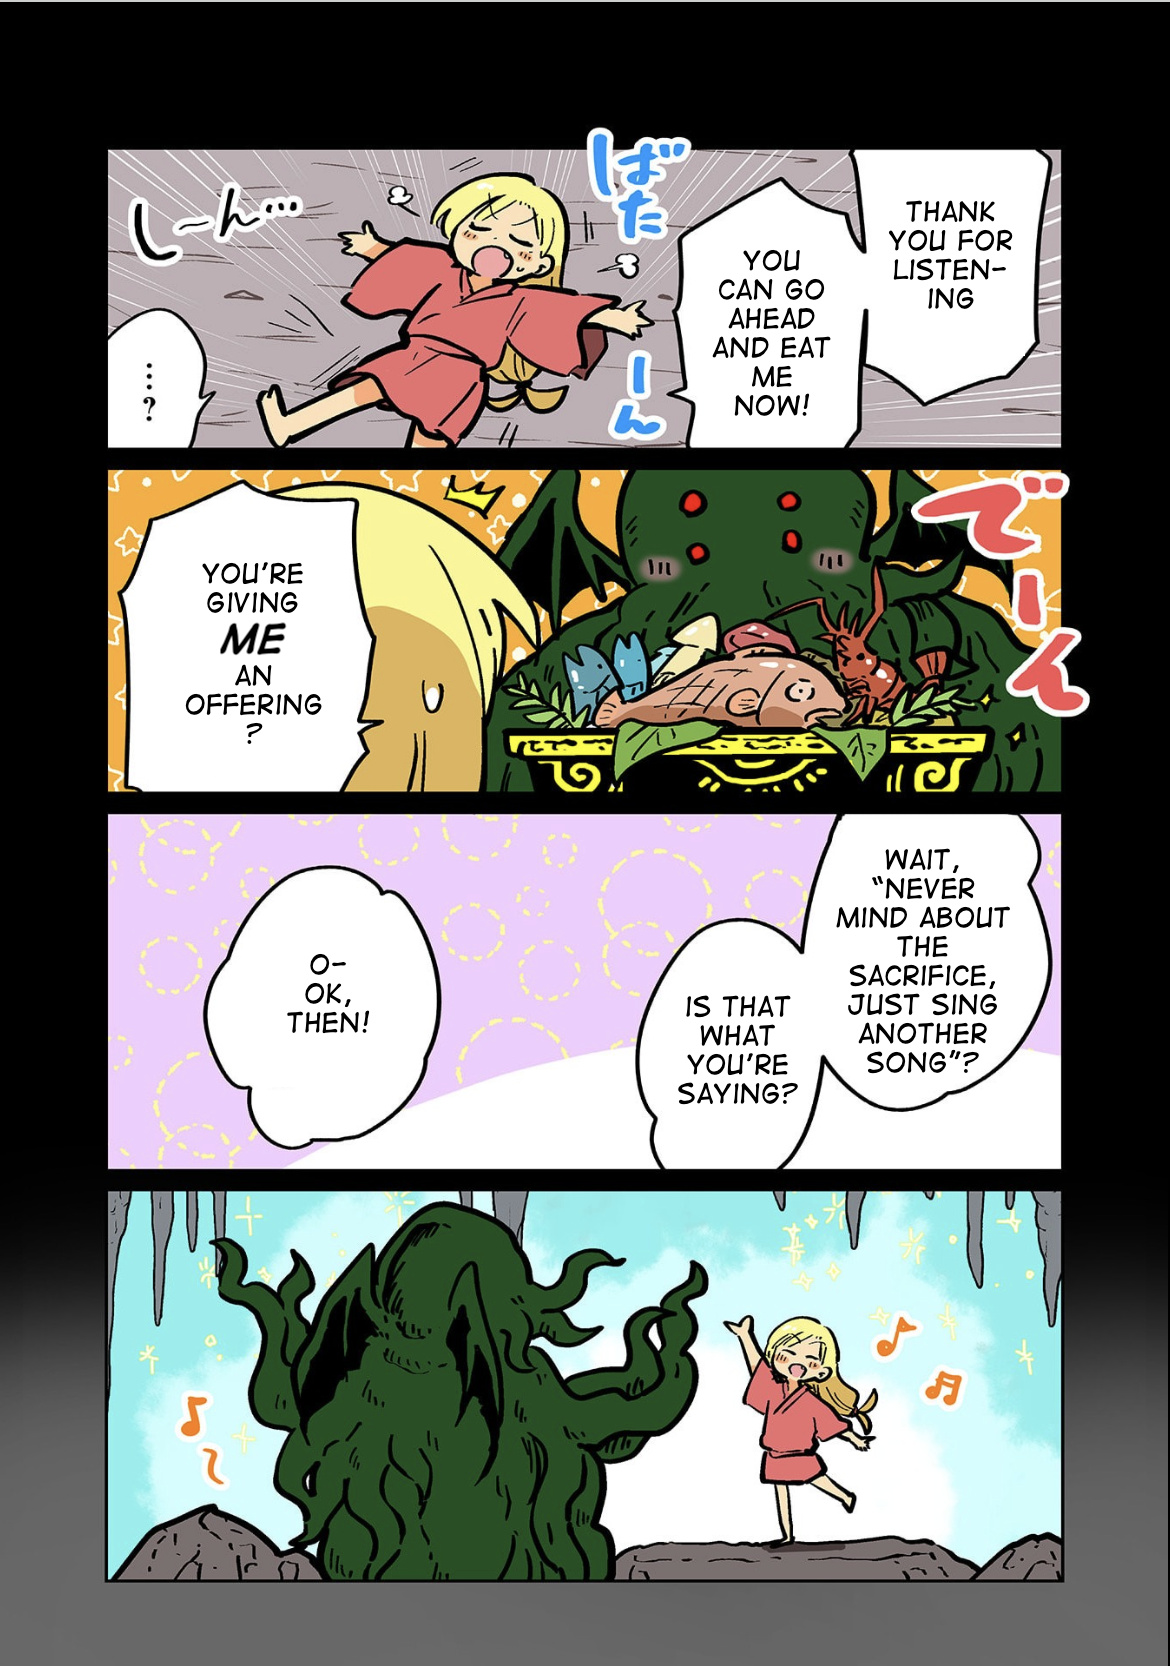 THANK
YOU FOR
LISTEN-
ING
YOU
CAN GO
AHEAD
AND EAT
ME
NOW!
ばた
ーん
しーん…
…?
でーん
YOU'RE
GIVING
ME
AN
OFFERING
?
WAIT,
"NEVER
MIND ABOUT
THE
SACRIFICE,
JUST SING
ANOTHER
SONG"?
IS THAT
WHAT
YOU'RE
SAYING?
O-
OK,
THEN!